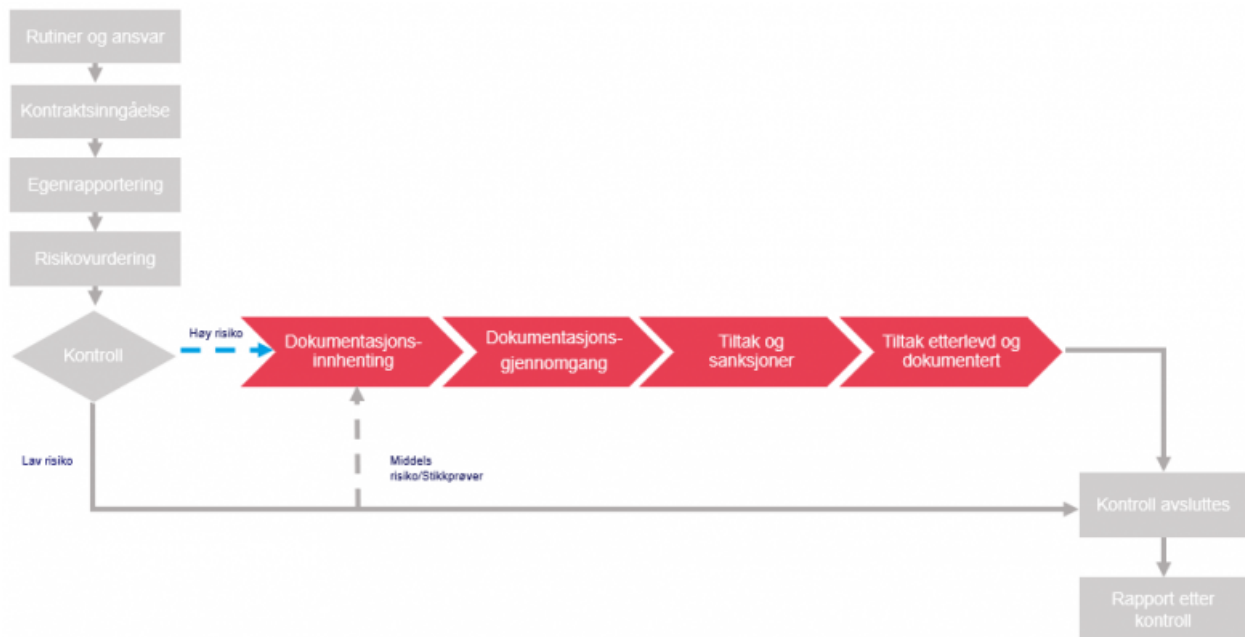 Rutiner og ansvar
Kontraktsinngåelse
Egenrapportering
Risikovurdering
Kontroll
Høy risiko
Dokumentasjons-
innhenting
Dokumentasjons-
gjennomgang
Tiltak og
sanksjoner
Tiltak etterlevd og
dokumentert
Lav risiko
Middels
risiko/Stikkprøver
Kontroll avsluttes
Rapport etter
kontroll